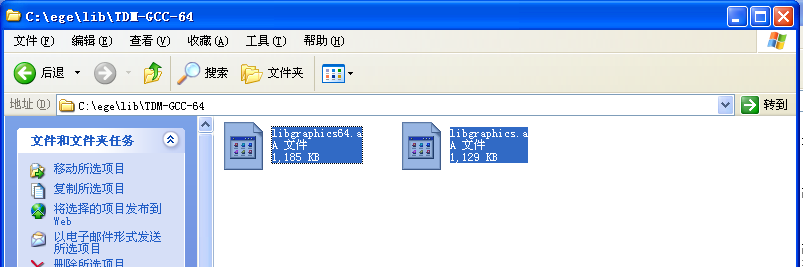 C:\ege\lib\TDM-GCC-64
文件(F) 编辑(E) 查看(V) 收藏(A) 工具(T) 帮助(H)
后退 搜索 文件夹
地址(D) C:\ege\lib\TDM-GCC-64 转到
文件和文件夹任务
移动所选项目
复制所选项目
将选择的项目发布到
Web
以电子邮件形式发送
所选项目
删除所选项目
libgraphics64.a
A 文件
1,185 KB
libgraphics.a
A 文件
1,129 KB